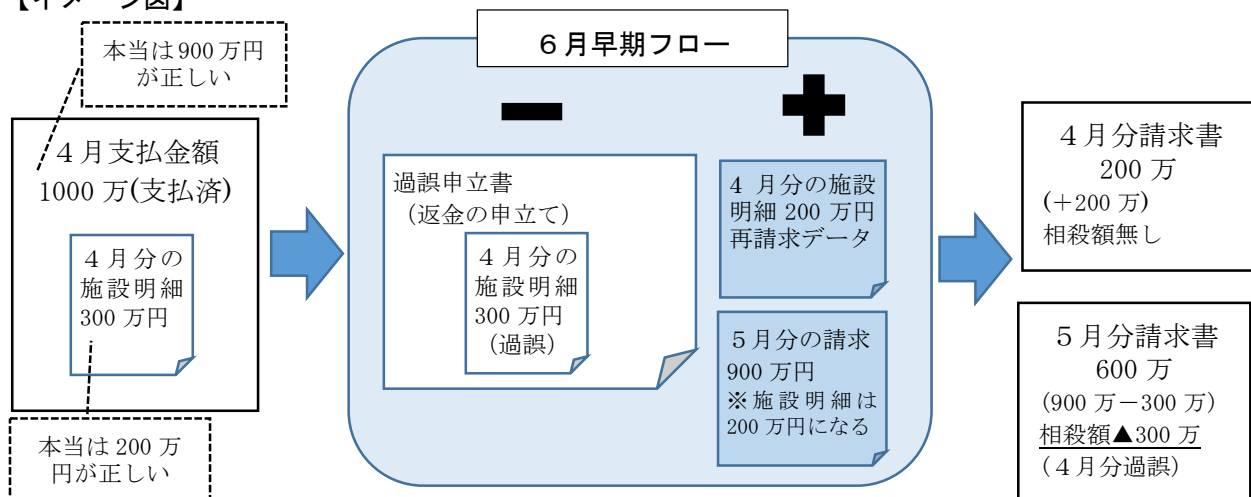 【イメージ図】
本当は900万円
が正しい
４月支払金額
1000万(支払済)
４月分の
施設明細
300万円
本当は200万
円が正しい
６月早期フロー
過誤申立書
（返金の申立て）
４月分の
施設明細
300万円
（過誤）
４月分の施設
明細200万円
再請求データ
５月分の請求
900万円
※施設明細は
200万円になる
４月分請求書
200万
(＋200万)
相殺額無し
５月分請求書
600万
(900万－300万)
相殺額▲300万
(４月分過誤)